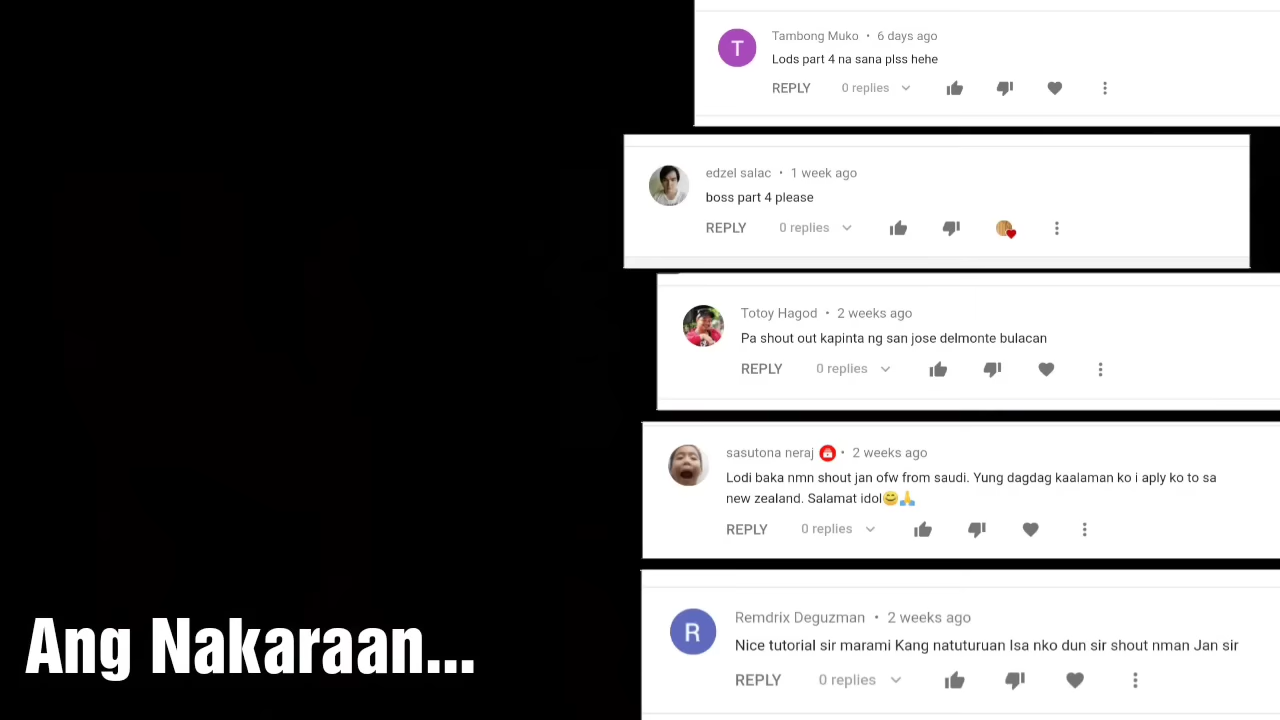 T
Tambong Muko • 6 days ago
Lods part 4 na sana plss hehe
REPLY 0 replies
edzel salac • 1 week ago
boss part 4 please
REPLY 0 replies
Totoy Hagod • 2 weeks ago
Pa shout out kapinta ng san jose delmonte bulacan
REPLY 0 replies
sasutona neraj • 2 weeks ago
Lodi baka nmn shout jan ofw from saudi. Yung dagdag kaalaman ko i aply ko to sa
new zealand. Salamat idol😊🙏
REPLY 0 replies
R
Remdrix Deguzman • 2 weeks ago
Nice tutorial sir marami Kang natuturuan Isa nko dun sir shout nman Jan sir
REPLY 0 replies
Ang Nakaraan...